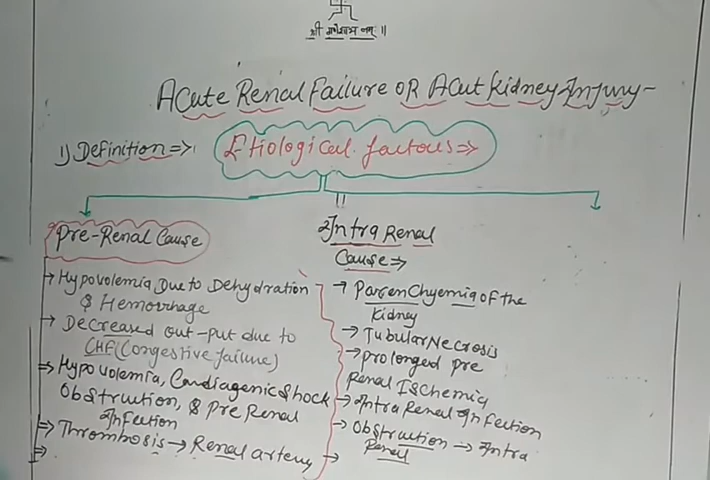 श्री गणेशाय नमः ||
ACute Renal Failure OR ACut Kidney Injury-
1) Definition =>
Etiological factors =>
Pre-Renal Cause
→ Hypovolemia Due to Dehydration
& Hemorrhage
→ Decreased out-put due to
CHF (Congestive failure)
⇒ Hypovolemia, Cardiagenic Shock
Obstruction, & Pre Renal
Infection
⇒ Thrombosis → Renal artery
⇒
Intra Renal
Cause =>
→ ParenChyemia Of the
Kidney
→ Tubular Necrosis
→ prolonged pre
Renal IsChemia
→ Intra Renal Infection
→ Obstruction → Intra
Renal
→